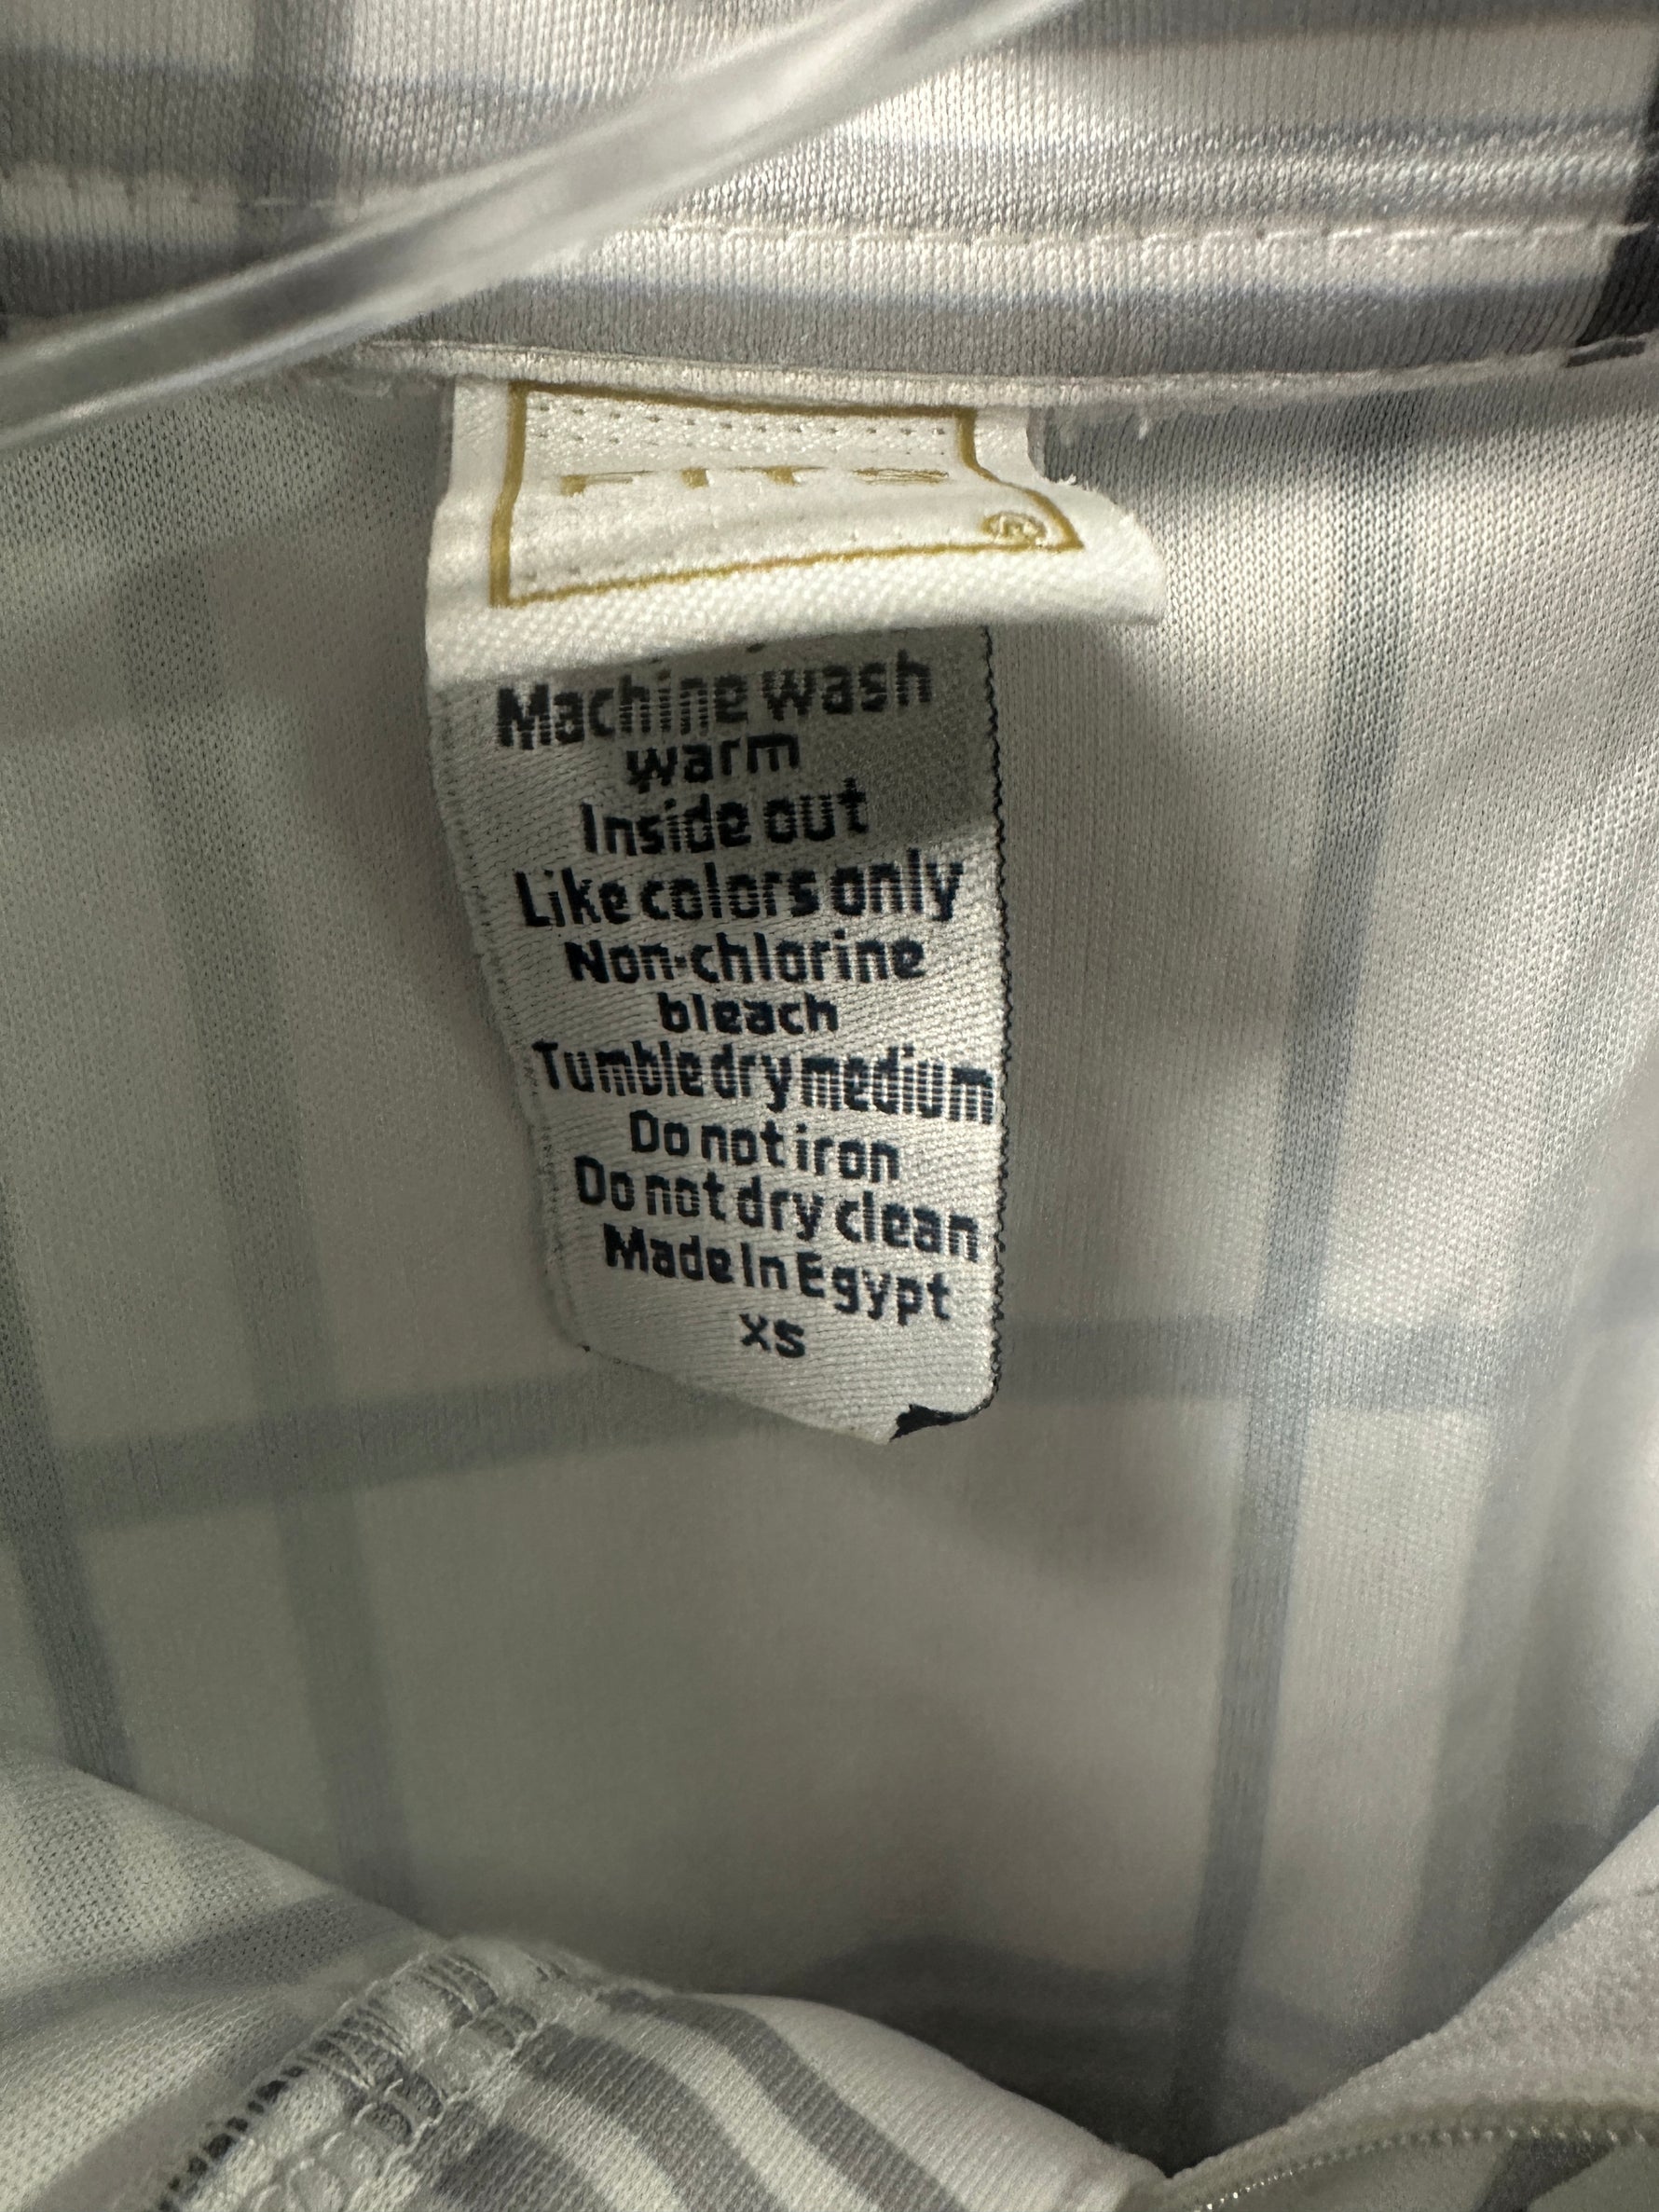 FITS
®
Machine wash
warm
Inside out
Like colors only
Non-chlorine
bleach
Tumble dry medium
Do not iron
Do not dry clean
Made In Egypt
XS